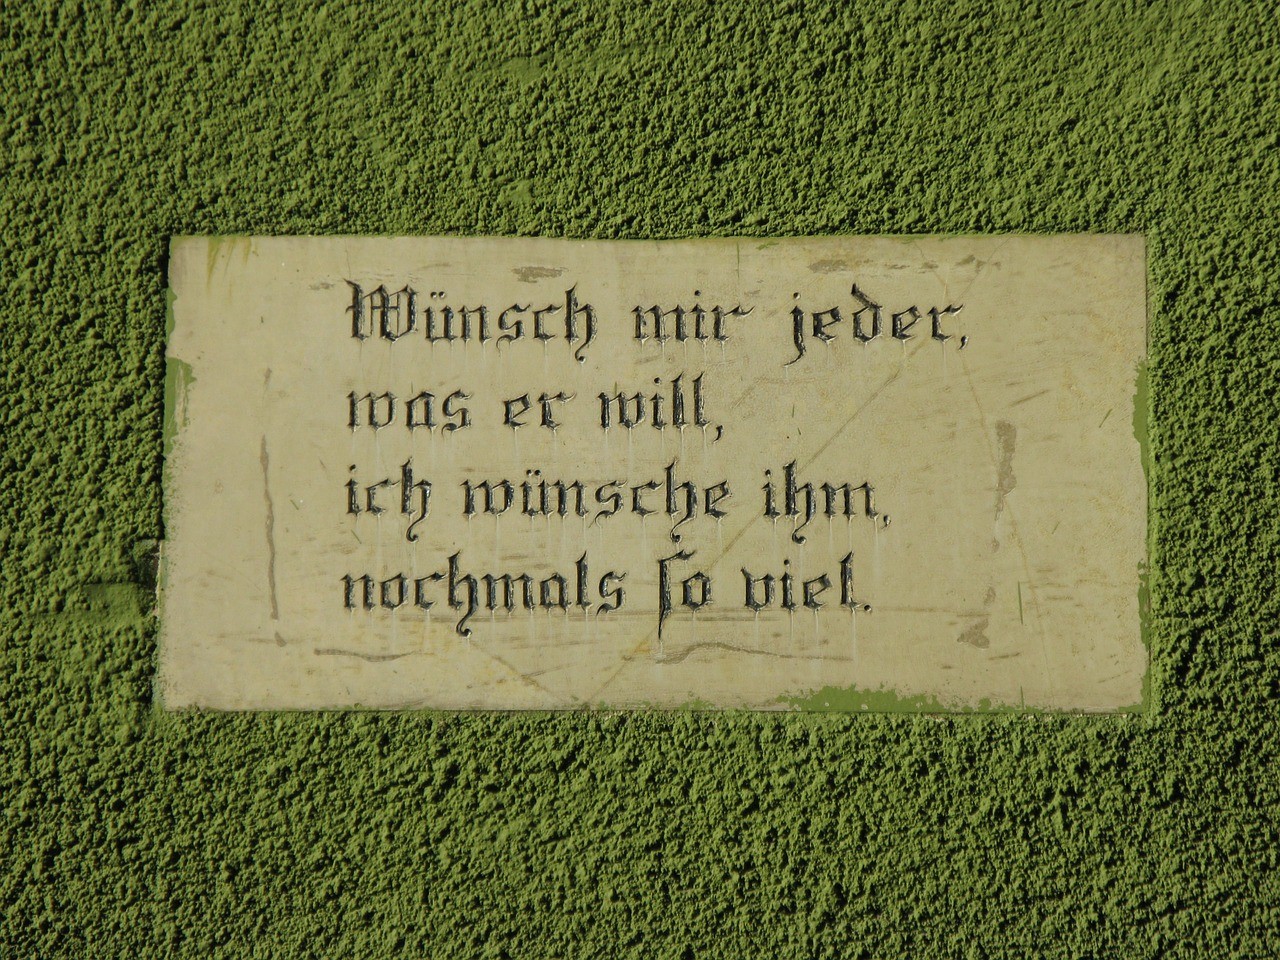 Wünsch mir jeder,
was er will,
ich wünsche ihm,
nochmals ſo viel.